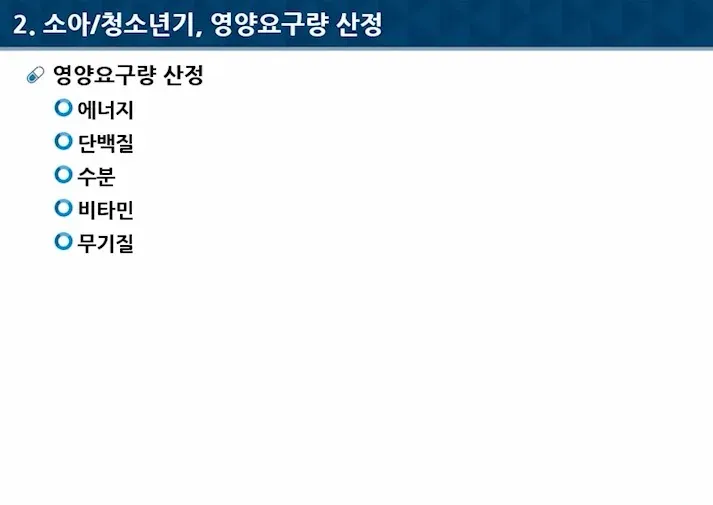 2. 소아/청소년기, 영양요구량 산정
영양요구량 산정
에너지
단백질
수분
비타민
무기질